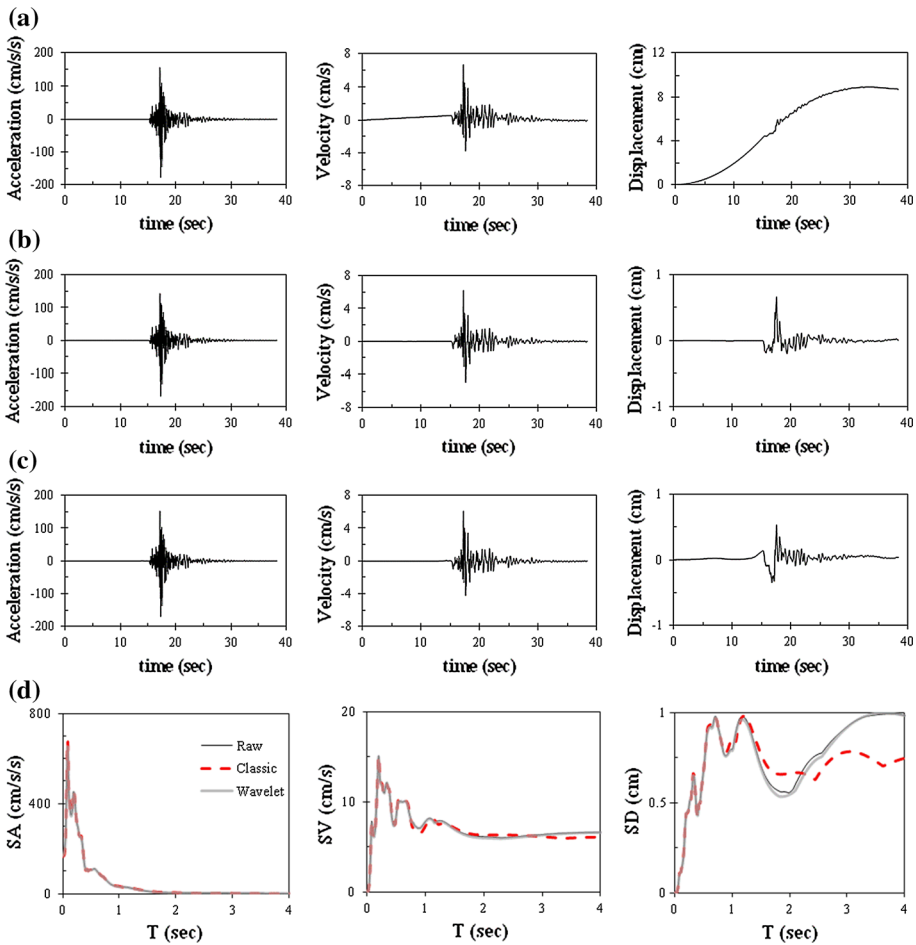 (a)
Acceleration (cm/s/s)
200
100
0
-100
-200
0 10 20 30 40
time (sec)
Velocity (cm/s)
8
4
0
-4
-8
0 10 20 30 40
time (sec)
Displacement (cm)
12
8
4
0
0 10 20 30 40
time (sec)
(b)
Acceleration (cm/s/s)
200
100
0
-100
-200
0 10 20 30 40
time (sec)
Velocity (cm/s)
8
4
0
-4
-8
0 10 20 30 40
time (sec)
Displacement (cm)
1
0
-1
0 10 20 30 40
time (sec)
(c)
Acceleration (cm/s/s)
200
100
0
-100
-200
0 10 20 30 40
time (sec)
Velocity (cm/s)
8
4
0
-4
-8
0 10 20 30 40
time (sec)
Displacement (cm)
1
0
-1
0 10 20 30 40
time (sec)
(d)
SA (cm/s/s)
800
400
0
0 1 2 3 4
T (sec)
Raw
Classic
Wavelet
SV (cm/s)
20
10
0
0 1 2 3 4
T (sec)
SD (cm)
1
0.5
0
0 1 2 3 4
T (sec)